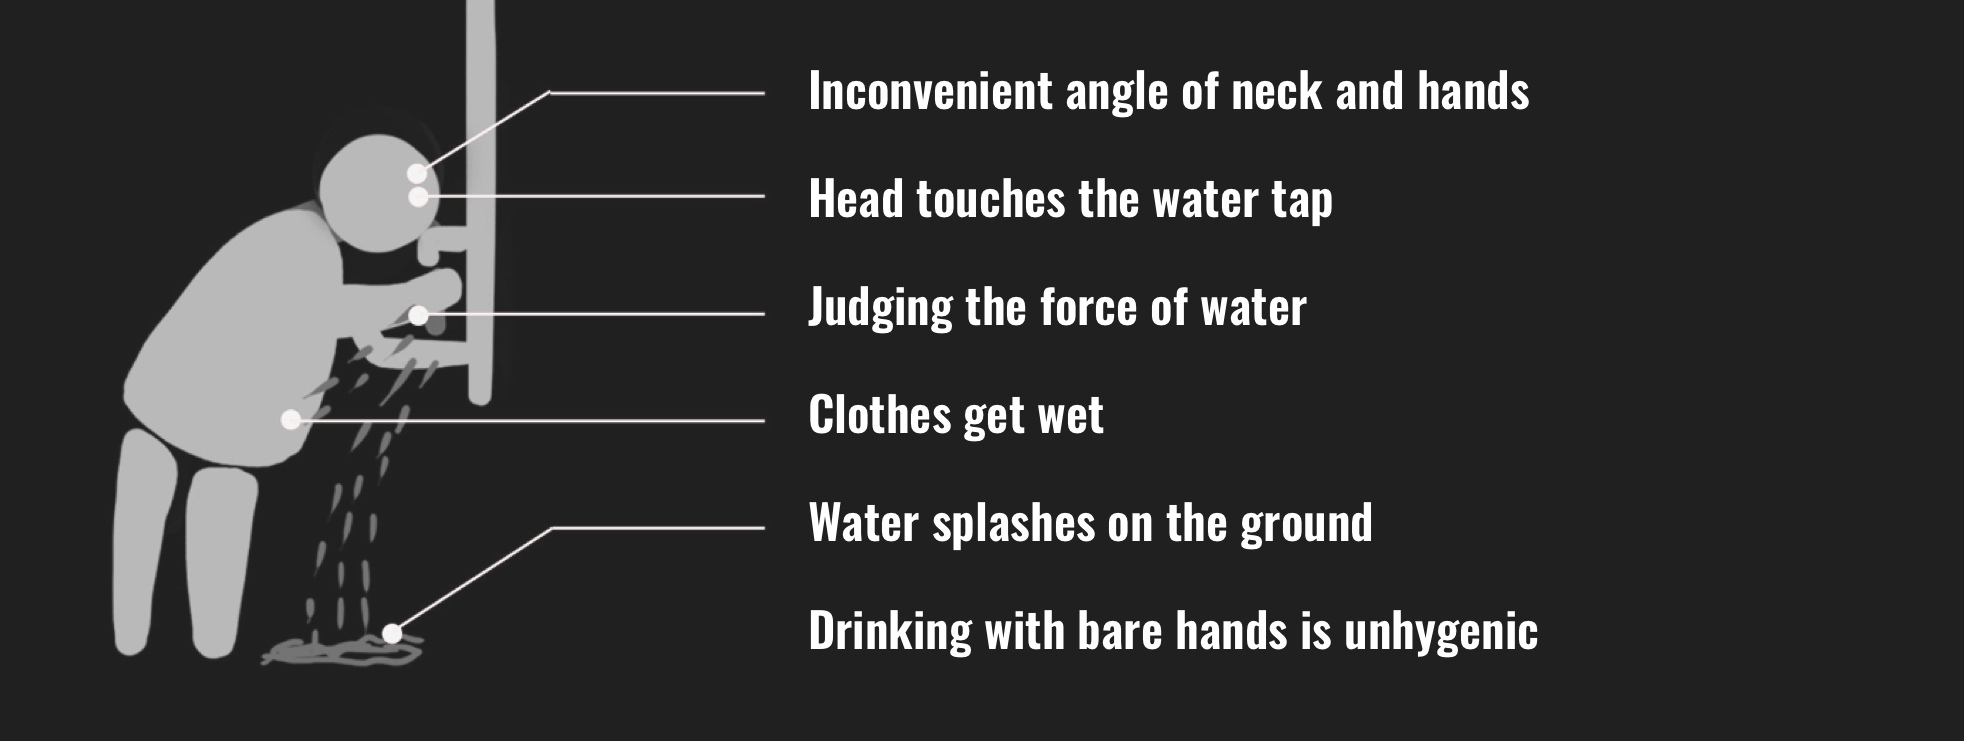 Inconvenient angle of neck and hands
Head touches the water tap
Judging the force of water
Clothes get wet
Water splashes on the ground
Drinking with bare hands is unhygenic